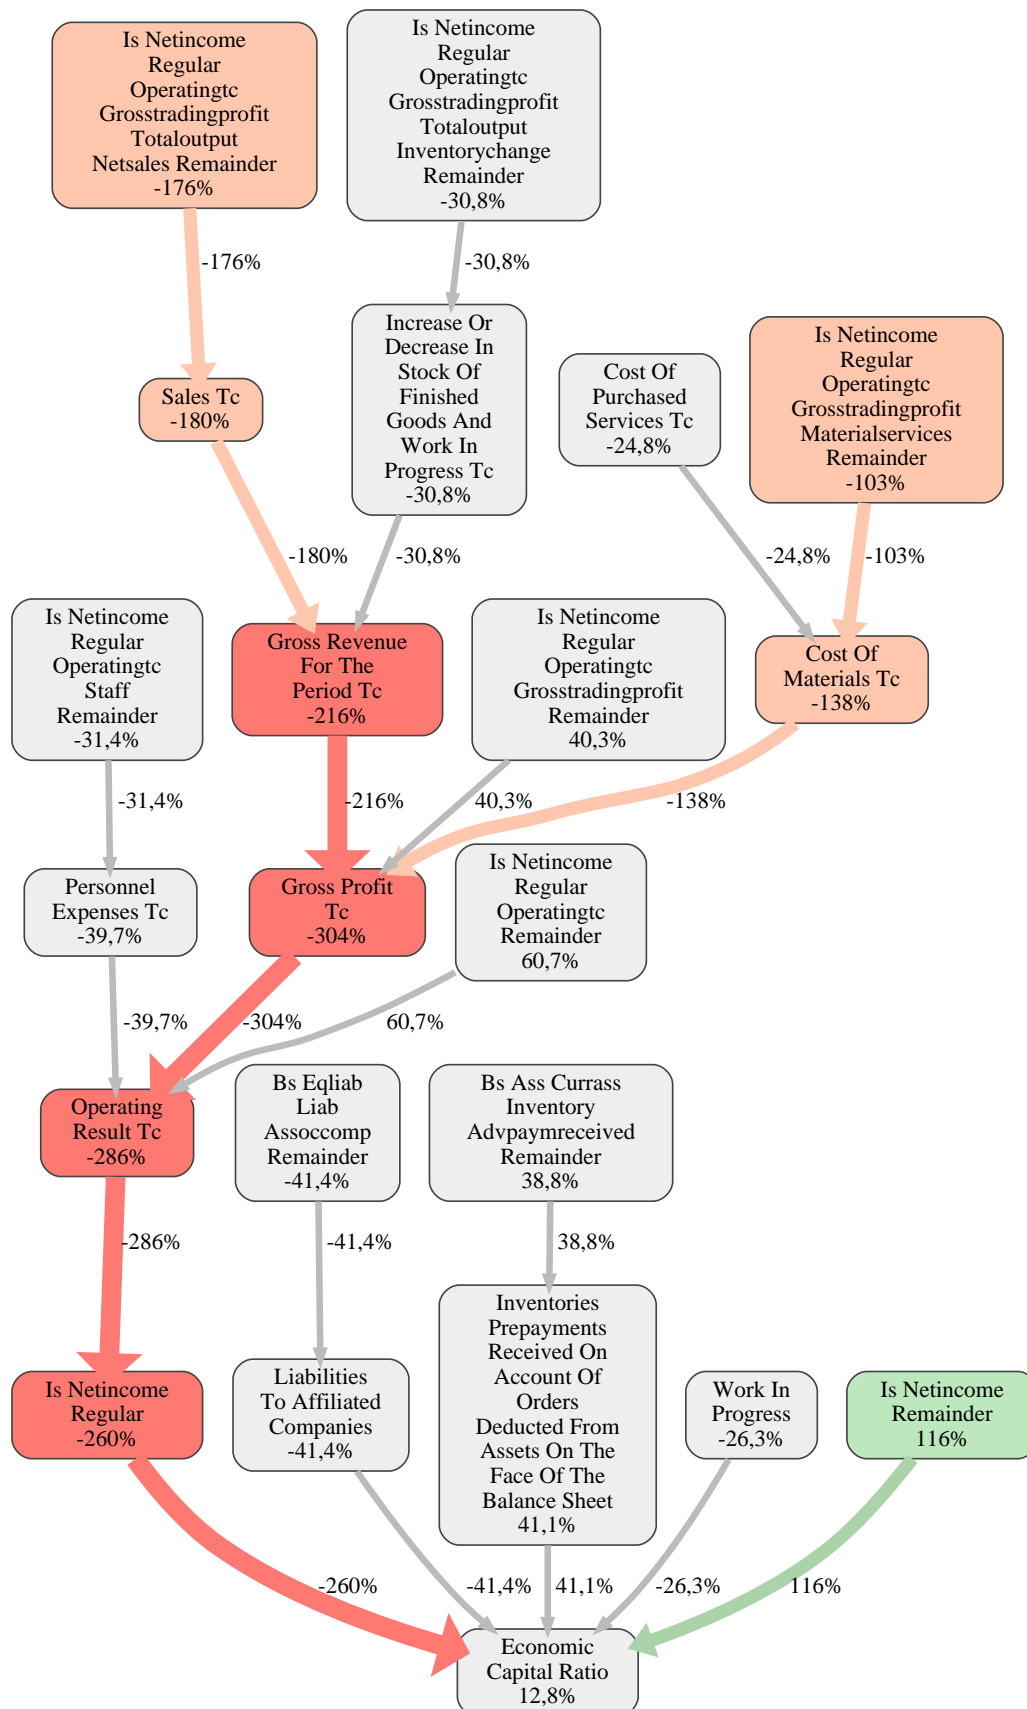 Is Netincome
Regular
Operatingtc
Grosstradingprofit
Totaloutput
Netsales Remainder
-176%
Is Netincome
Regular
Operatingtc
Grosstradingprofit
Totaloutput
Inventorychange
Remainder
-30,8%
-176%
-30,8%
Sales Tc
-180%
Increase Or
Decrease In
Stock Of
Finished
Goods And
Work In
Progress Tc
-30,8%
Cost Of
Purchased
Services Tc
-24,8%
Is Netincome
Regular
Operatingtc
Grosstradingprofit
Materialservices
Remainder
-103%
-180%
-30,8%
-24,8%
-103%
Is Netincome
Regular
Operatingtc
Staff
Remainder
-31,4%
Gross Revenue
For The
Period Tc
-216%
Is Netincome
Regular
Operatingtc
Grosstradingprofit
Remainder
40,3%
Cost Of
Materials Tc
-138%
-31,4%
-216%
40,3%
-138%
Personnel
Expenses Tc
-39,7%
Gross Profit
Tc
-304%
Is Netincome
Regular
Operatingtc
Remainder
60,7%
-39,7%
-304%
60,7%
Operating
Result Tc
-286%
Bs Eqliab
Liab
Assoccomp
Remainder
-41,4%
Bs Ass Currass
Inventory
Advpaymreceived
Remainder
38,8%
-286%
-41,4%
38,8%
Is Netincome
Regular
-260%
Liabilities
To Affiliated
Companies
-41,4%
Inventories
Prepayments
Received On
Account Of
Orders
Deducted From
Assets On The
Face Of The
Balance Sheet
41,1%
Work In
Progress
-26,3%
Is Netincome
Remainder
116%
-260%
-41,4%
41,1%
-26,3%
116%
Economic
Capital Ratio
12,8%